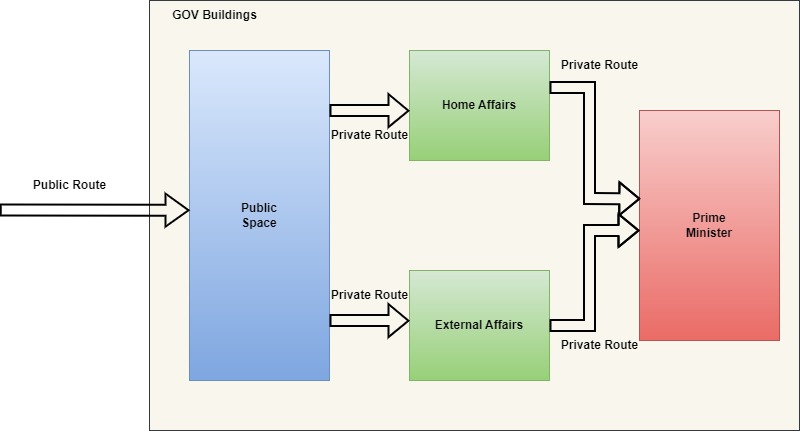 GOV Buildings
Public Route
Public
Space
Private Route
Home Affairs
Private Route
Private Route
External Affairs
Private Route
Prime
Minister